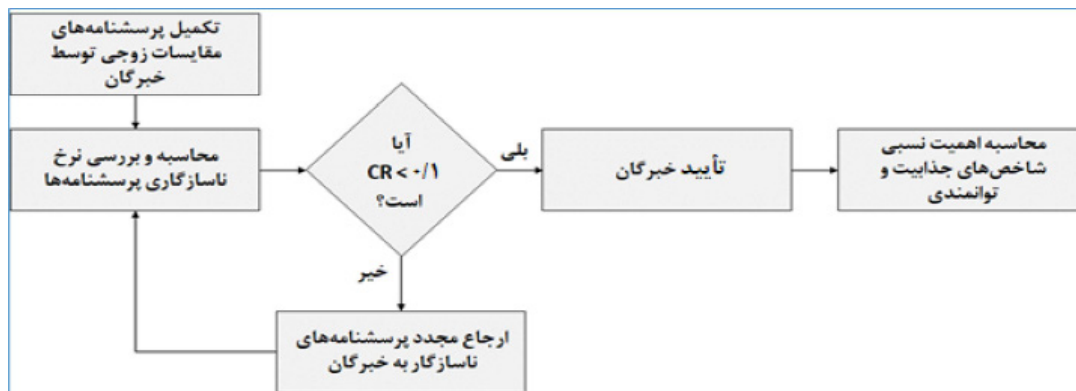 تکمیل پرسشنامه‌های
مقایسات زوجی توسط
خبرگان
محاسبه و بررسی نرخ
ناسازگاری پرسشنامه‌ها
آیا
CR < ۰/۱
است؟
بلی
تأیید خبرگان
محاسبه اهمیت نسبی
شاخص‌های جذابیت و
توانمندی
خیر
ارجاع مجدد پرسشنامه‌های
ناسازگار به خبرگان